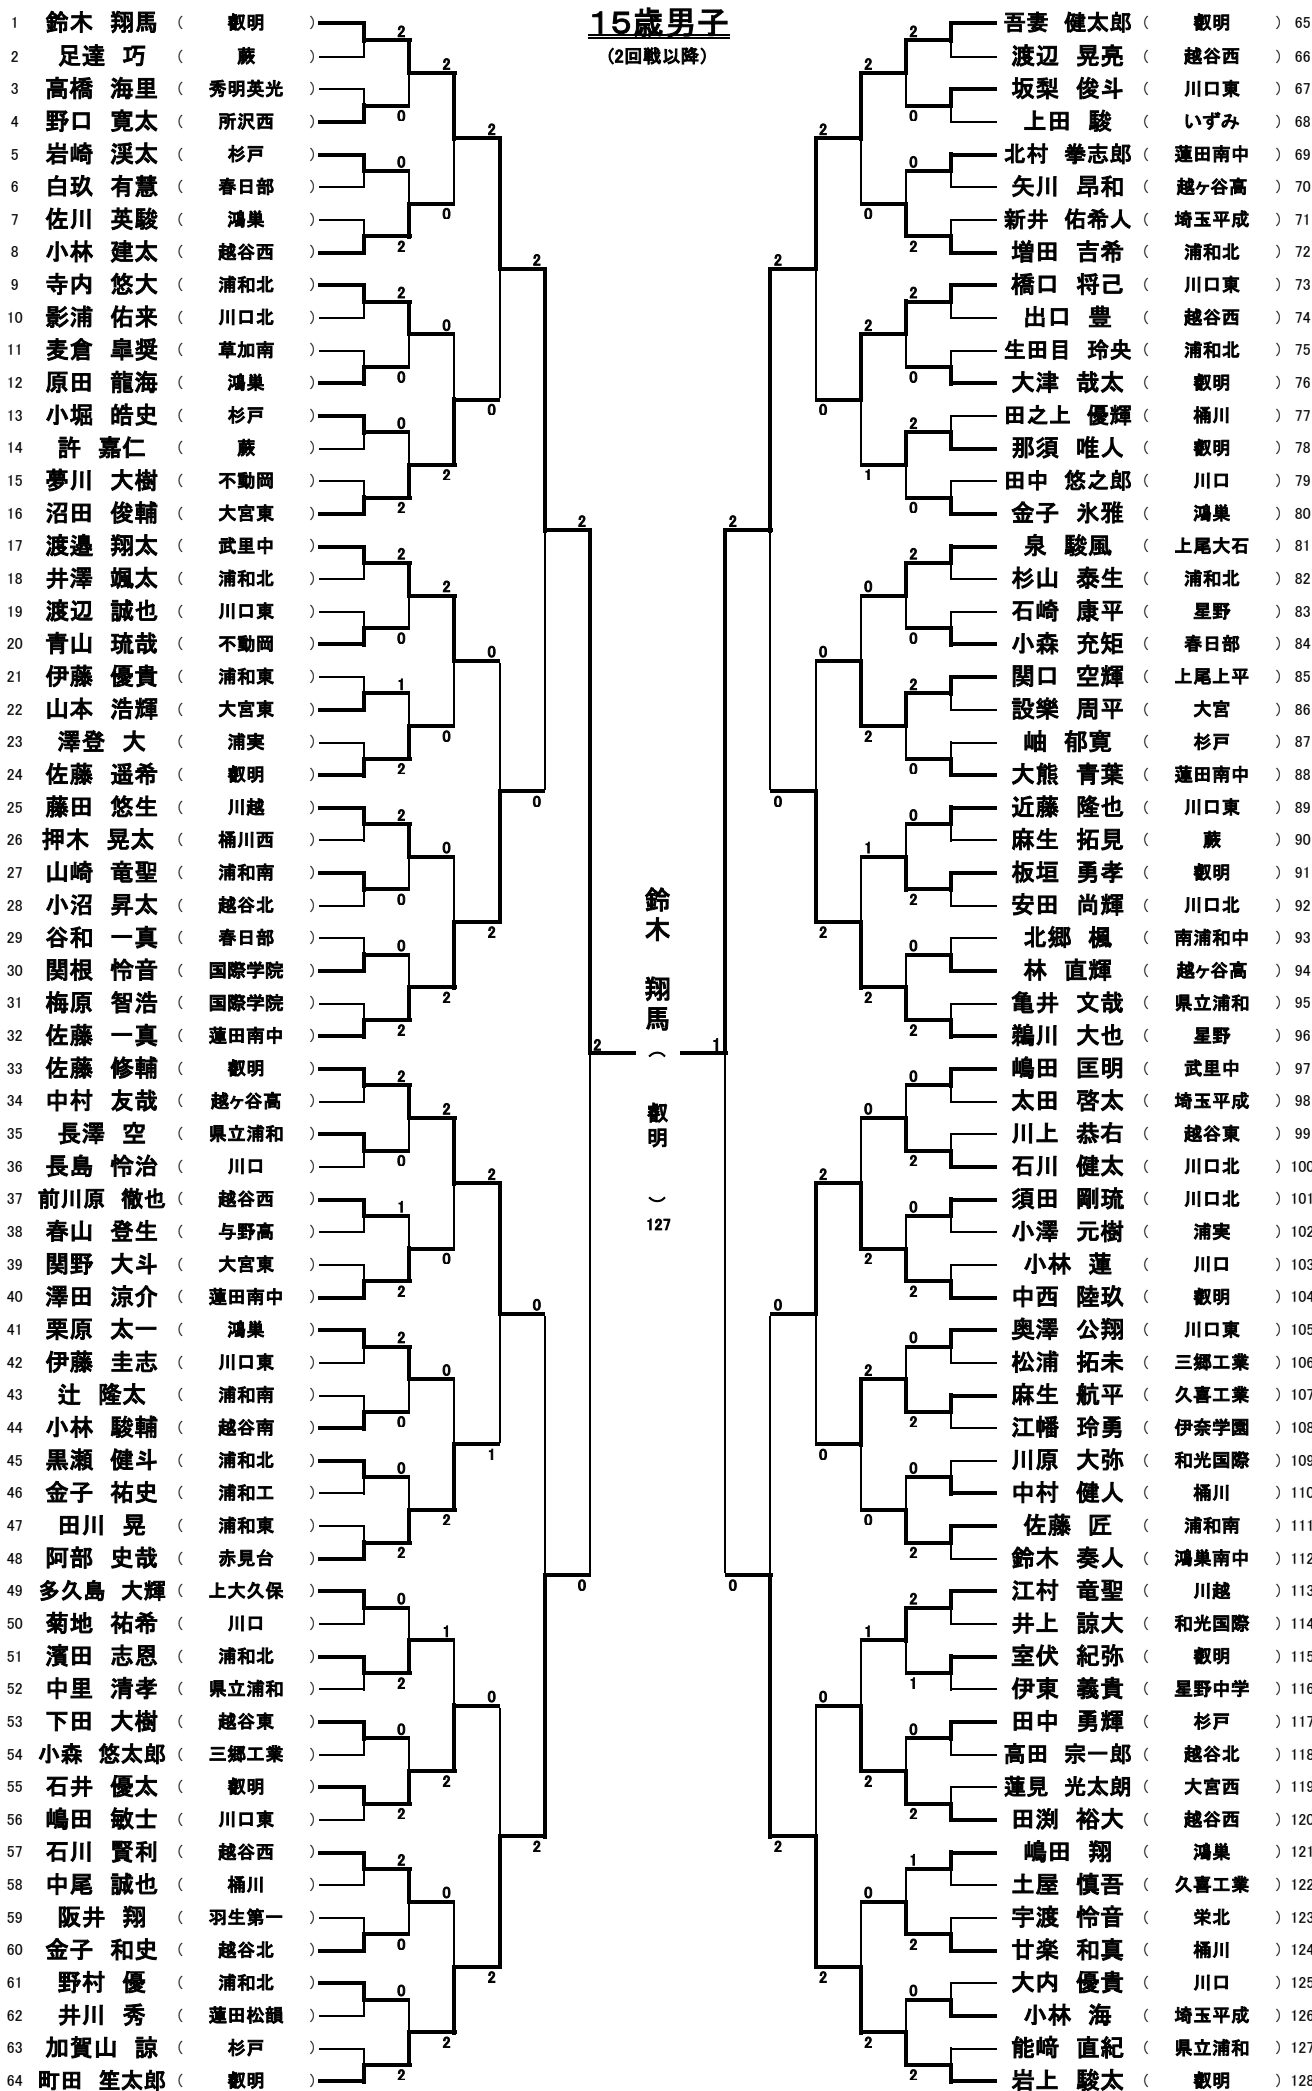 15歳男子
(2回戦以降)
1 鈴木 翔馬 ( 叡明 )
2 足達 巧 ( 蕨 )
3 高橋 海里 ( 秀明英光 )
4 野口 寛太 ( 所沢西 )
5 岩崎 渓太 ( 杉戸 )
6 白玖 有慧 ( 春日部 )
7 佐川 英駿 ( 鴻巣 )
8 小林 建太 ( 越谷西 )
9 寺内 悠大 ( 浦和北 )
10 影浦 佑来 ( 川口北 )
11 麦倉 皐奨 ( 草加南 )
12 原田 龍海 ( 鴻巣 )
13 小堀 皓史 ( 杉戸 )
14 許 嘉仁 ( 蕨 )
15 夢川 大樹 ( 不動岡 )
16 沼田 俊輔 ( 大宮東 )
17 渡邉 翔太 ( 武里中 )
18 井澤 颯太 ( 浦和北 )
19 渡辺 誠也 ( 川口東 )
20 青山 琉哉 ( 不動岡 )
21 伊藤 優貴 ( 浦和東 )
22 山本 浩輝 ( 大宮東 )
23 澤登 大 ( 浦実 )
24 佐藤 遥希 ( 叡明 )
25 藤田 悠生 ( 川越 )
26 押木 晃太 ( 桶川西 )
27 山崎 竜聖 ( 浦和南 )
28 小沼 昇太 ( 越谷北 )
29 谷和 一真 ( 春日部 )
30 関根 怜音 ( 国際学院 )
31 梅原 智浩 ( 国際学院 )
32 佐藤 一真 ( 蓮田南中 )
33 佐藤 修輔 ( 叡明 )
34 中村 友哉 ( 越ヶ谷高 )
35 長澤 空 ( 県立浦和 )
36 長島 怜治 ( 川口 )
37 前川原 徹也 ( 越谷西 )
38 春山 登生 ( 与野高 )
39 関野 大斗 ( 大宮東 )
40 澤田 涼介 ( 蓮田南中 )
41 栗原 太一 ( 鴻巣 )
42 伊藤 圭志 ( 川口東 )
43 辻 隆太 ( 浦和南 )
44 小林 駿輔 ( 越谷南 )
45 黒瀬 健斗 ( 浦和北 )
46 金子 祐史 ( 浦和工 )
47 田川 晃 ( 浦和東 )
48 阿部 史哉 ( 赤見台 )
49 多久島 大輝 ( 上大久保 )
50 菊地 祐希 ( 川口 )
51 濱田 志恩 ( 浦和北 )
52 中里 清孝 ( 県立浦和 )
53 下田 大樹 ( 越谷東 )
54 小森 悠太郎 ( 三郷工業 )
55 石井 優太 ( 叡明 )
56 嶋田 敏士 ( 川口東 )
57 石川 賢利 ( 越谷西 )
58 中尾 誠也 ( 桶川 )
59 阪井 翔 ( 羽生第一 )
60 金子 和史 ( 越谷北 )
61 野村 優 ( 浦和北 )
62 井川 秀 ( 蓮田松韻 )
63 加賀山 諒 ( 杉戸 )
64 町田 笙太郎 ( 叡明 )
鈴木 翔馬 ( 叡明 )
127
吾妻 健太郎 ( 叡明 ) 65
渡辺 晃亮 ( 越谷西 ) 66
坂梨 俊斗 ( 川口東 ) 67
上田 駿 ( いずみ ) 68
北村 拳志郎 ( 蓮田南中 ) 69
矢川 昂和 ( 越ヶ谷高 ) 70
新井 佑希人 ( 埼玉平成 ) 71
増田 吉希 ( 浦和北 ) 72
橋口 将己 ( 川口東 ) 73
出口 豊 ( 越谷西 ) 74
生田目 玲央 ( 浦和北 ) 75
大津 哉太 ( 叡明 ) 76
田之上 優輝 ( 桶川 ) 77
那須 唯人 ( 叡明 ) 78
田中 悠之郎 ( 川口 ) 79
金子 氷雅 ( 鴻巣 ) 80
泉 駿風 ( 上尾大石 ) 81
杉山 泰生 ( 浦和北 ) 82
石崎 康平 ( 星野 ) 83
小森 充矩 ( 春日部 ) 84
関口 空輝 ( 上尾上平 ) 85
設樂 周平 ( 大宮 ) 86
岫 郁寛 ( 杉戸 ) 87
大熊 青葉 ( 蓮田南中 ) 88
近藤 隆也 ( 川口東 ) 89
麻生 拓見 ( 蕨 ) 90
板垣 勇孝 ( 叡明 ) 91
安田 尚輝 ( 川口北 ) 92
北郷 楓 ( 南浦和中 ) 93
林 直輝 ( 越ヶ谷高 ) 94
亀井 文哉 ( 県立浦和 ) 95
鵜川 大也 ( 星野 ) 96
嶋田 匡明 ( 武里中 ) 97
太田 啓太 ( 埼玉平成 ) 98
川上 恭右 ( 越谷東 ) 99
石川 健太 ( 川口北 ) 100
須田 剛琉 ( 川口北 ) 101
小澤 元樹 ( 浦実 ) 102
小林 蓮 ( 川口 ) 103
中西 陸玖 ( 叡明 ) 104
奥澤 公翔 ( 川口東 ) 105
松浦 拓未 ( 三郷工業 ) 106
麻生 航平 ( 久喜工業 ) 107
江幡 玲勇 ( 伊奈学園 ) 108
川原 大弥 ( 和光国際 ) 109
中村 健人 ( 桶川 ) 110
佐藤 匠 ( 浦和南 ) 111
鈴木 奏人 ( 鴻巣南中 ) 112
江村 竜聖 ( 川越 ) 113
井上 諒大 ( 和光国際 ) 114
室伏 紀弥 ( 叡明 ) 115
伊東 義貴 ( 星野中学 ) 116
田中 勇輝 ( 杉戸 ) 117
高田 宗一郎 ( 越谷北 ) 118
蓮見 光太朗 ( 大宮西 ) 119
田渕 裕大 ( 越谷西 ) 120
嶋田 翔 ( 鴻巣 ) 121
土屋 慎吾 ( 久喜工業 ) 122
宇渡 怜音 ( 栄北 ) 123
廿楽 和真 ( 桶川 ) 124
大内 優貴 ( 川口 ) 125
小林 海 ( 埼玉平成 ) 126
能崎 直紀 ( 県立浦和 ) 127
岩上 駿太 ( 叡明 ) 128